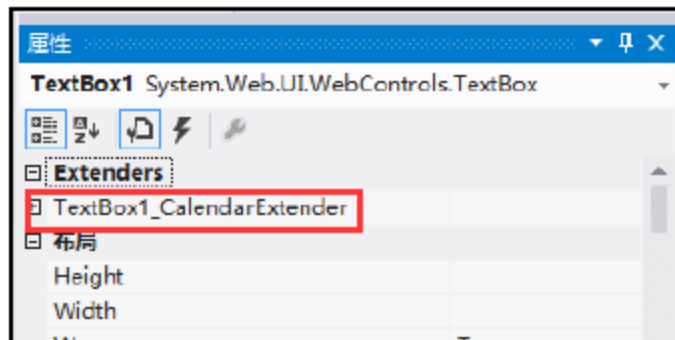 属性
TextBox1 System.Web.UI.WebControls.TextBox
Extenders
TextBox1_CalendarExtender
布局
Height
Width